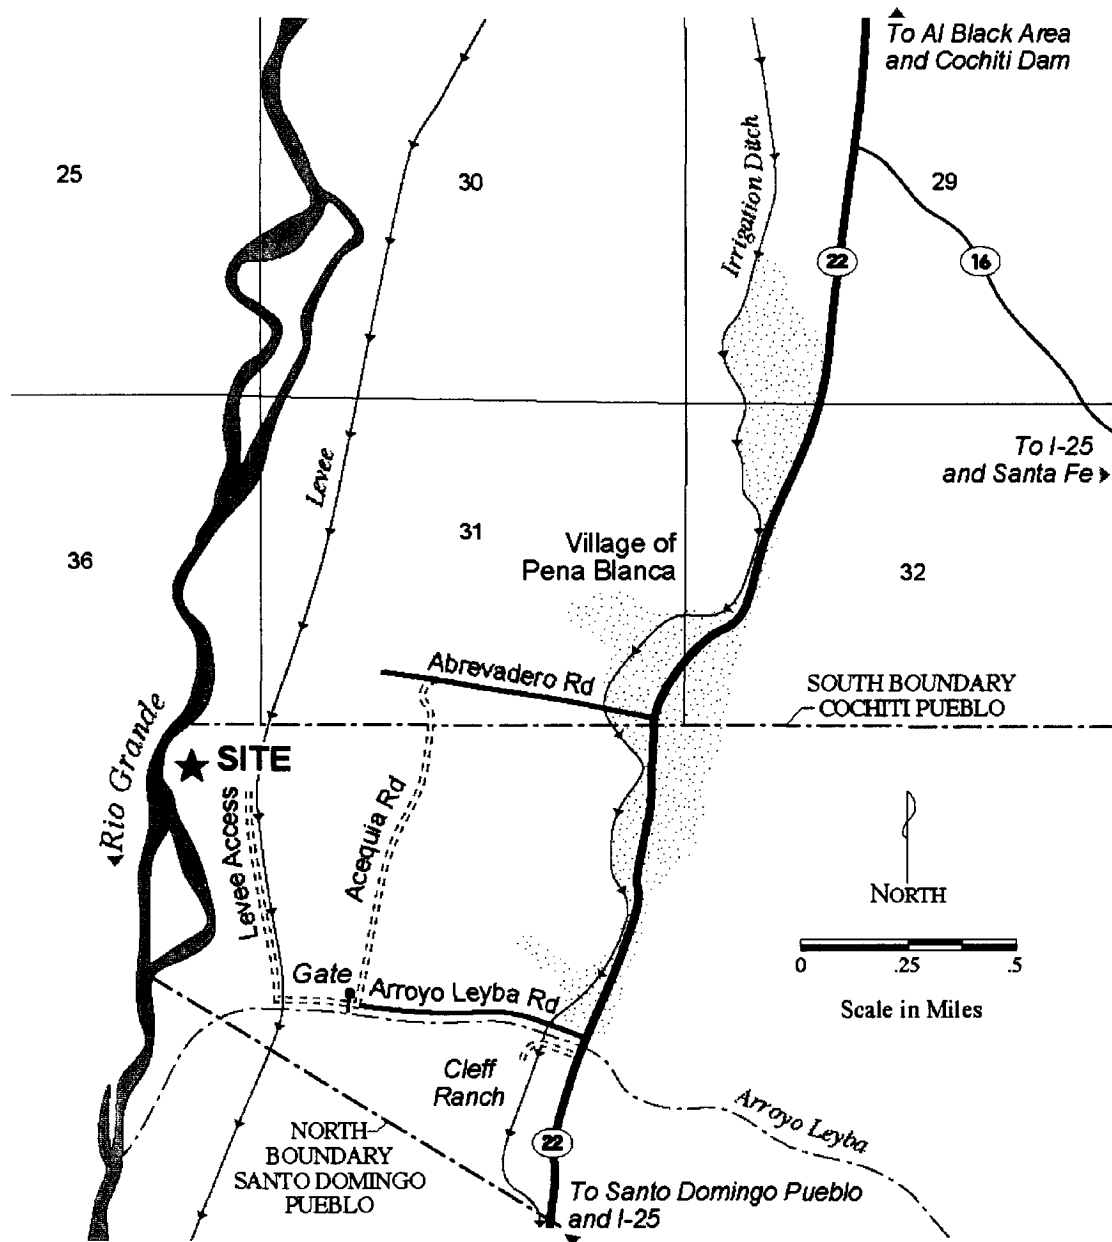 To Al Black Area
and Cochiti Dam
25
30
29
Irrigation Ditch
22
16
To I-25
and Santa Fe
Levee
36
31
Village of
Pena Blanca
32
Abrevadero Rd
SOUTH BOUNDARY
COCHITI PUEBLO
Rio Grande
SITE
Levee Access
Acequia Rd
NORTH
0 .25 .5
Scale in Miles
Gate
Arroyo Leyba Rd
Cleff
Ranch
Arroyo Leyba
NORTH
BOUNDARY
SANTO DOMINGO
PUEBLO
22
To Santo Domingo Pueblo
and I-25